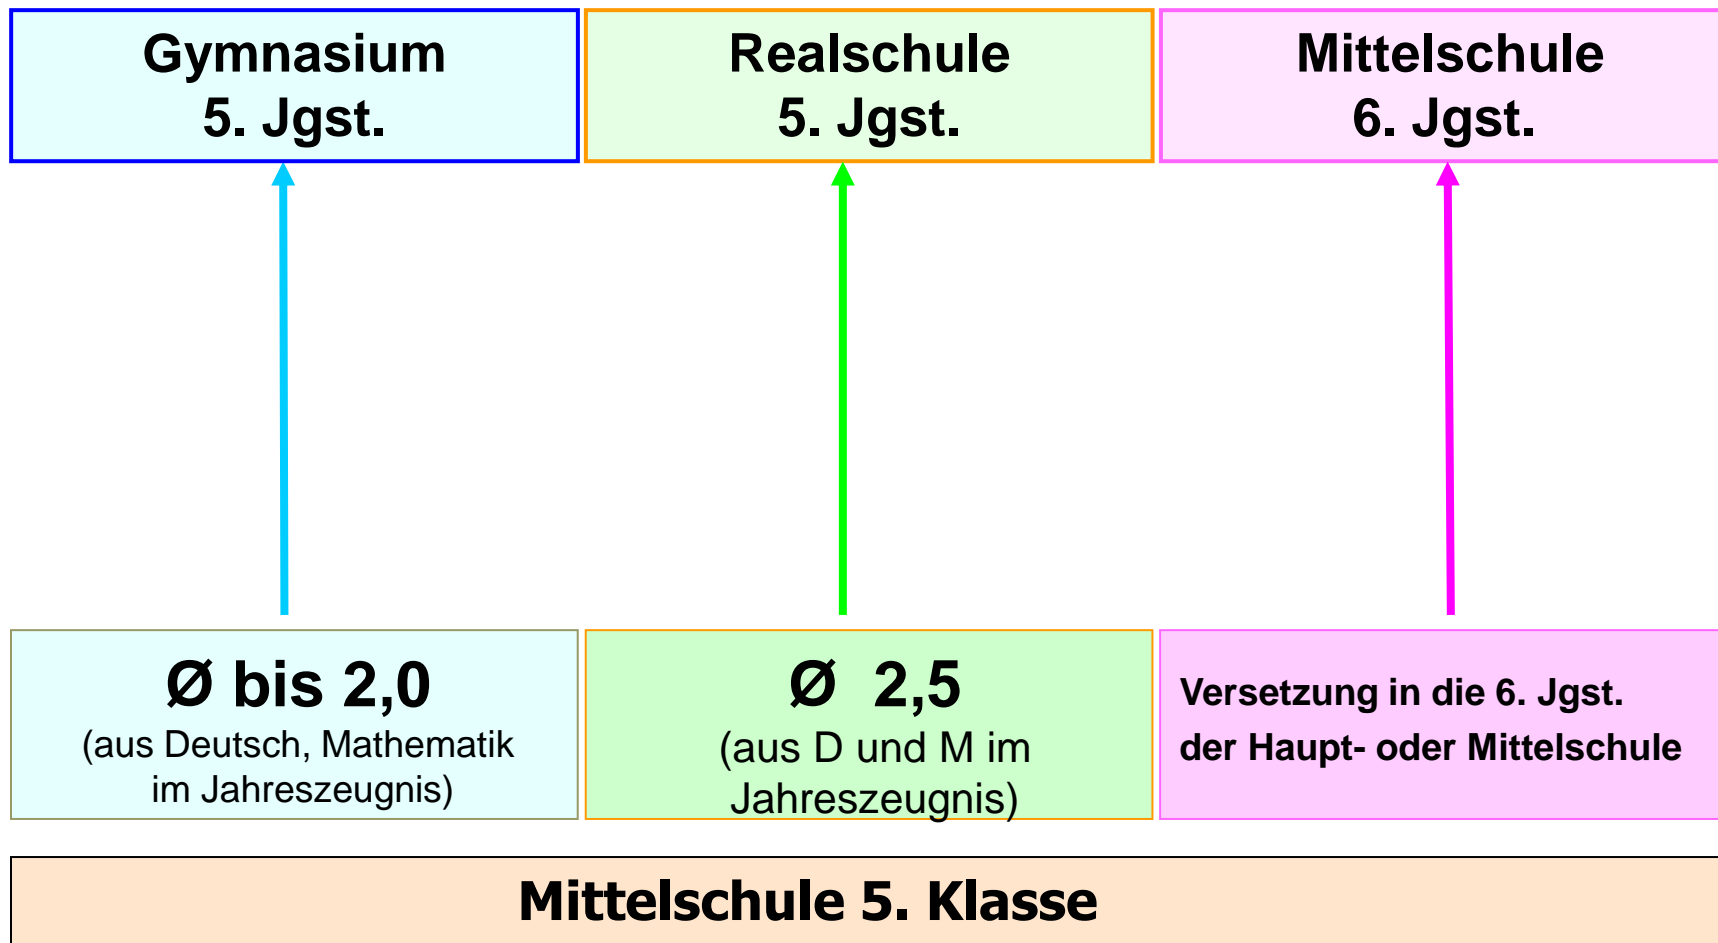 Gymnasium
5. Jgst.
Realschule
5. Jgst.
Mittelschule
6. Jgst.
Ø bis 2,0
(aus Deutsch, Mathematik
im Jahreszeugnis)
Ø  2,5
(aus D und M im
Jahreszeugnis)
Versetzung in die 6. Jgst.
der Haupt- oder Mittelschule
Mittelschule 5. Klasse